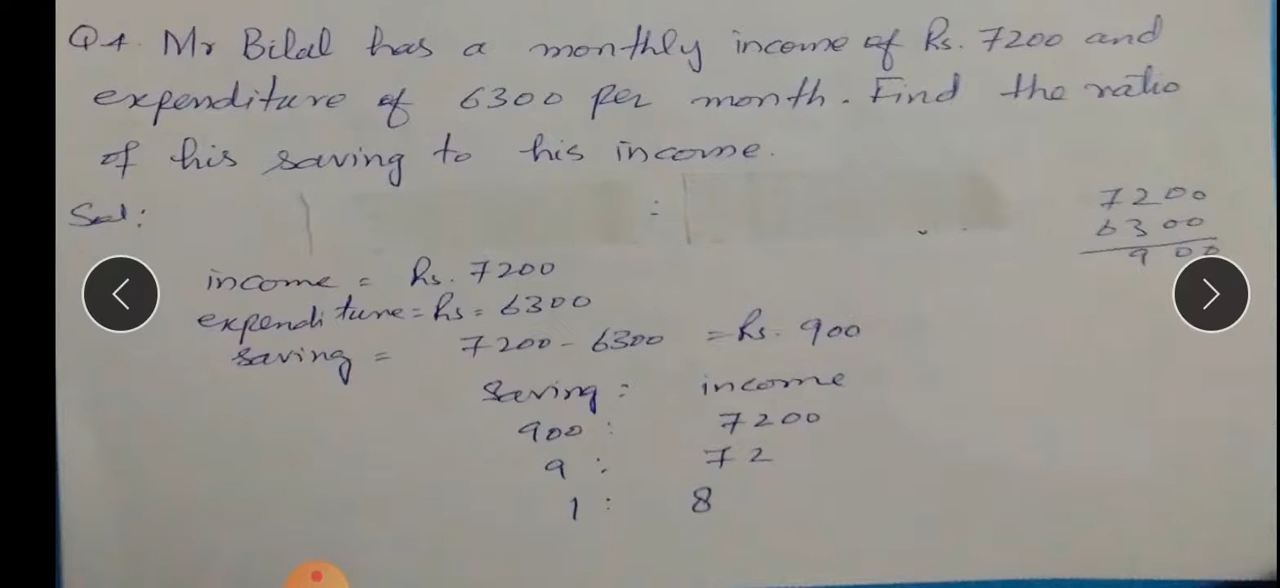 Q4. Mr Bilal has a monthly income of Rs. 7200 and
expenditure of 6300 per month. Find the ratio
of his saving to his income.
Sol:
:
7200
6300
900
income = Rs. 7200
expenditure = Rs = 6300
saving = 7200 - 6300 = Rs. 900
Saving : income
900 : 7200
9 : 72
1 : 8